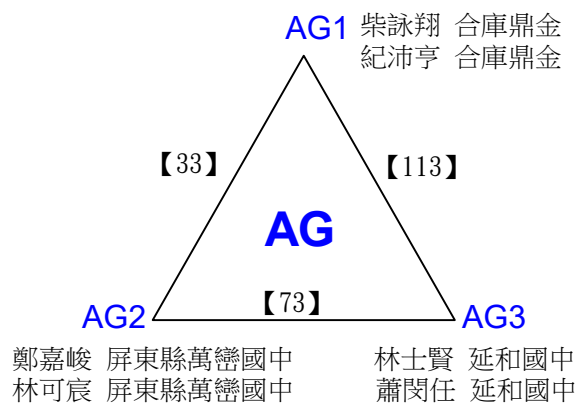 AG1 柴詠翔 合庫鼎金
紀沛亨 合庫鼎金
【33】 【113】
AG
【73】
AG2 AG3
鄭嘉峻 屏東縣萬巒國中 林士賢 延和國中
林可宸 屏東縣萬巒國中 蕭閔任 延和國中